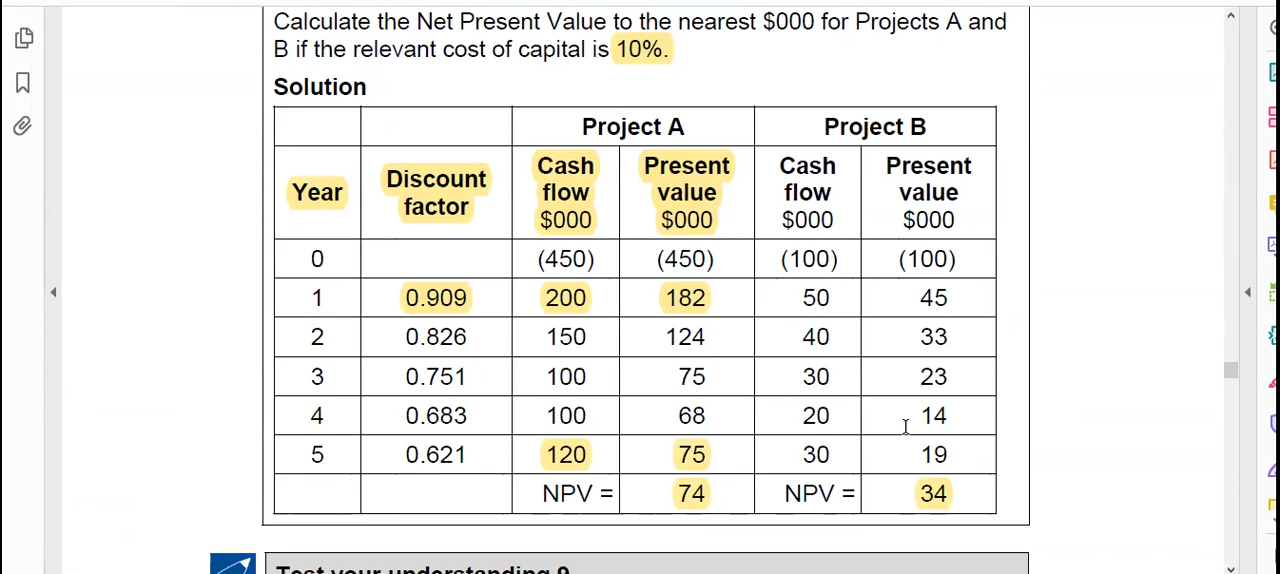 Calculate the Net Present Value to the nearest $000 for Projects A and
B if the relevant cost of capital is 10%.
Solution
Project A Project B
Year Discount factor Cash flow $000 Present value $000 Cash flow $000 Present value $000
0 (450) (450) (100) (100)
1 0.909 200 182 50 45
2 0.826 150 124 40 33
3 0.751 100 75 30 23
4 0.683 100 68 20 14
5 0.621 120 75 30 19
NPV = 74 NPV = 34
Test your understanding 9